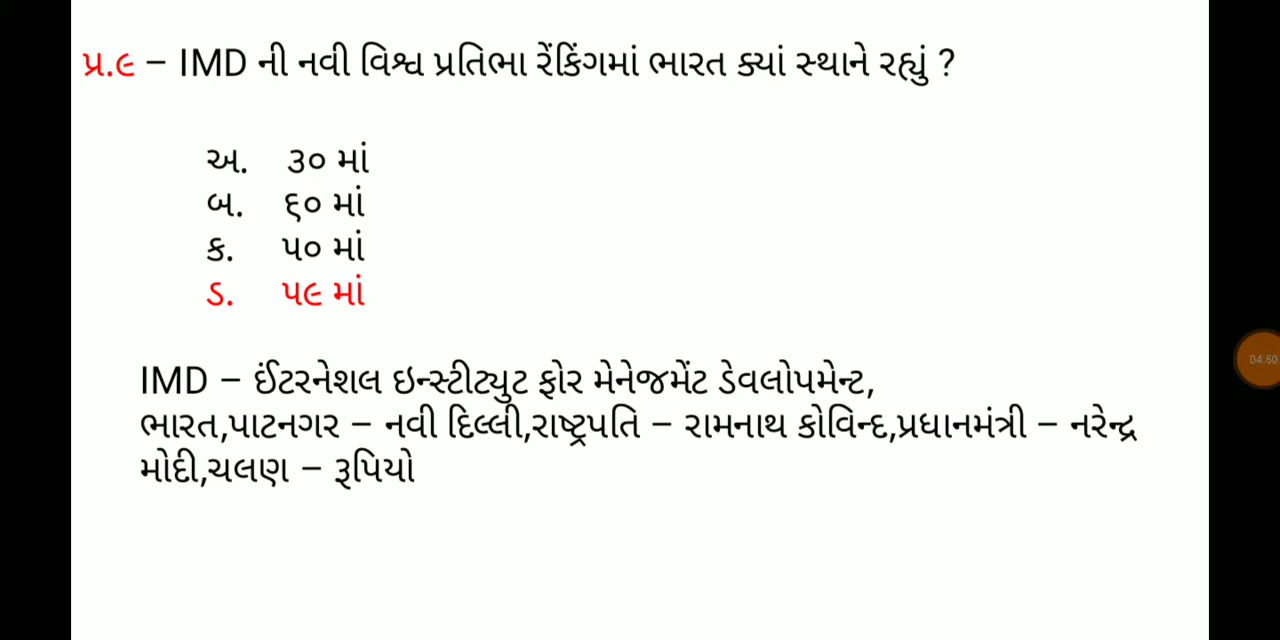 પ્ર.૯ – IMD ની નવી વિશ્વ પ્રતિભા રેંકિંગમાં ભારત ક્યાં સ્થાને રહ્યું ?
અ. ૩૦ માં
બ. ૬૦ માં
ક. ૫૦ માં
ડ. ૫૯ માં
IMD – ઈંટરનેશલ ઇન્સ્ટીટ્યુટ ફોર મેનેજમેંટ ડેવલોપમેન્ટ,
ભારત,પાટનગર – નવી દિલ્લી,રાષ્ટ્રપતિ – રામનાથ કોવિન્દ,પ્રધાનમંત્રી – નરેન્દ્ર
મોદી,ચલણ – રૂપિયો
04:50